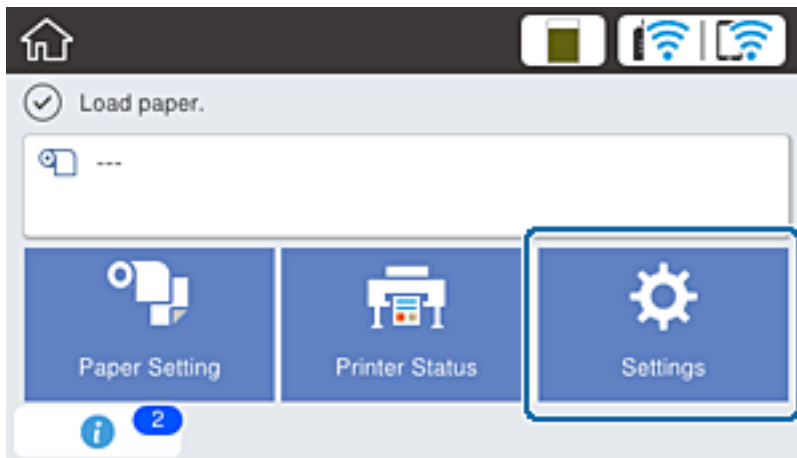 Load paper.
---
Paper Setting
Printer Status
Settings
i
2